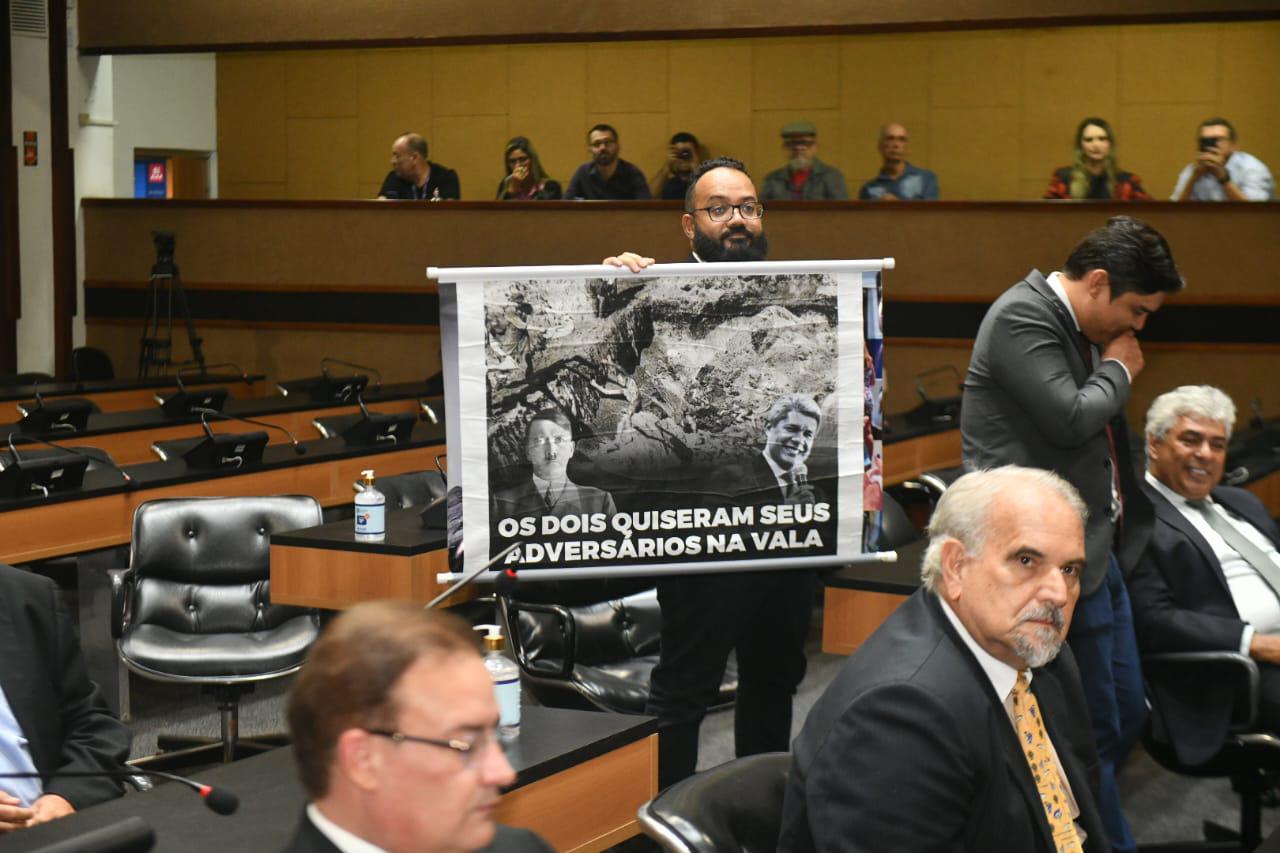 OS DOIS QUISERAM SEUS
ADVERSÁRIOS NA VALA